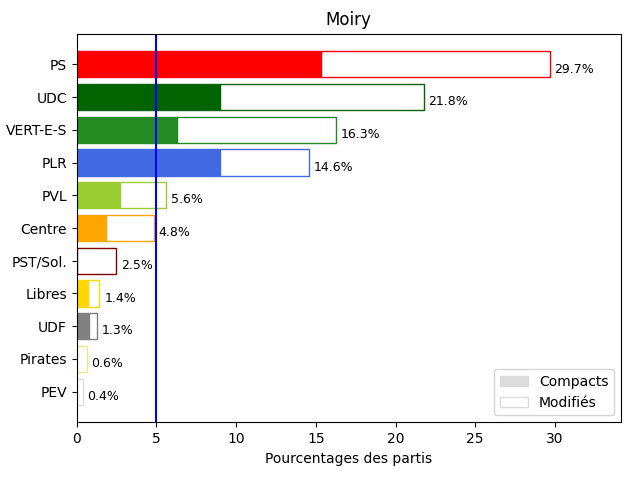 Moiry
PS 29.7%
UDC 21.8%
VERT-E-S 16.3%
PLR 14.6%
PVL 5.6%
Centre 4.8%
PST/Sol. 2.5%
Libres 1.4%
UDF 1.3%
Pirates 0.6%
PEV 0.4%
Compacts
Modifiés
0 5 10 15 20 25 30
Pourcentages des partis